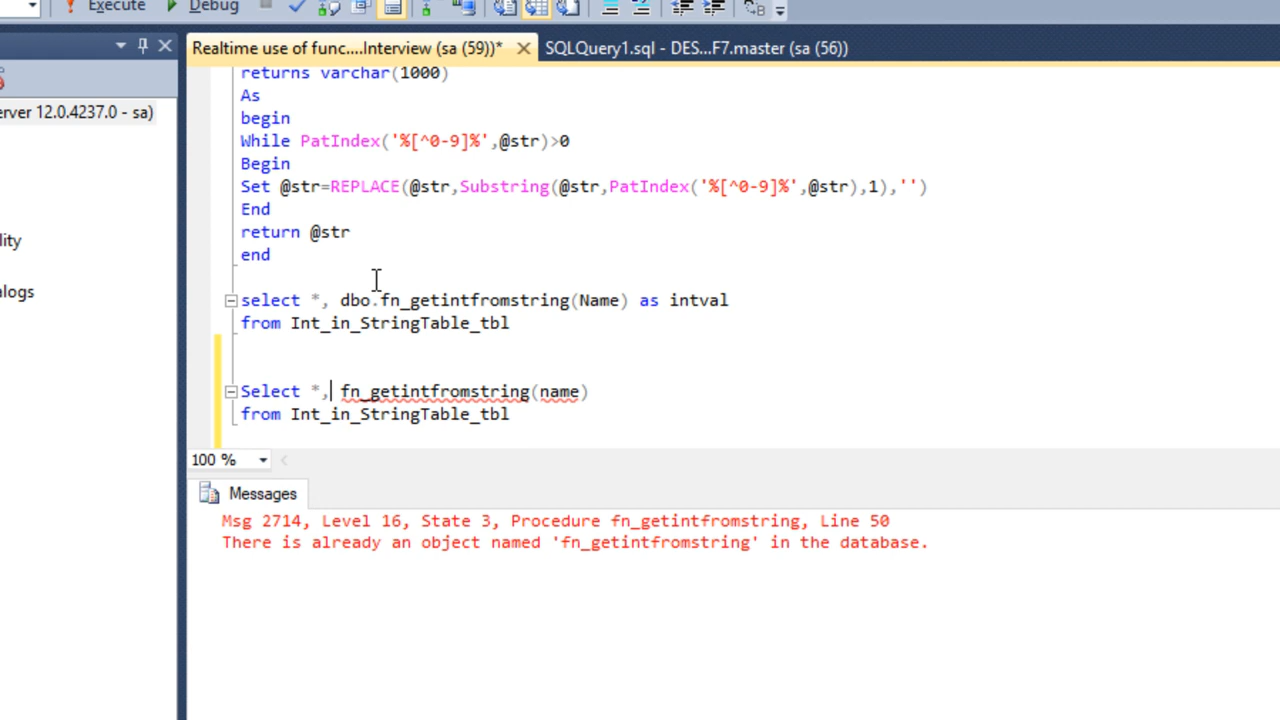 Execute Debug
Realtime use of func....Interview (sa (59))* SQLQuery1.sql - DES...F7.master (sa (56))
erver 12.0.4237.0 - sa)
lity
alogs
returns varchar(1000)
As
begin
While PatIndex('%[^0-9]%',@str)>0
Begin
Set @str=REPLACE(@str,Substring(@str,PatIndex('%[^0-9]%',@str),1),'')
End
return @str
end
select *, dbo.fn_getintfromstring(Name) as intval
from Int_in_StringTable_tbl
Select *, fn_getintfromstring(name)
from Int_in_StringTable_tbl
100 %
Messages
Msg 2714, Level 16, State 3, Procedure fn_getintfromstring, Line 50
There is already an object named 'fn_getintfromstring' in the database.